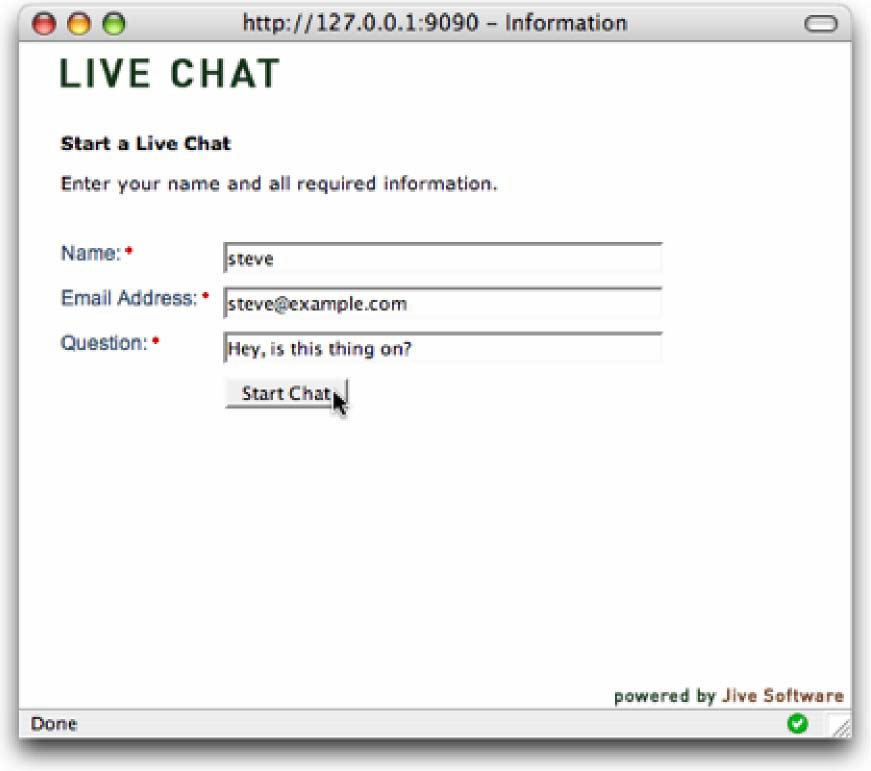 http://127.0.0.1:9090 – Information
LIVE CHAT
Start a Live Chat
Enter your name and all required information.
Name:•
steve
Email Address:•
steve@example.com
Question:•
Hey, is this thing on?
Start Chat
powered by Jive Software
Done